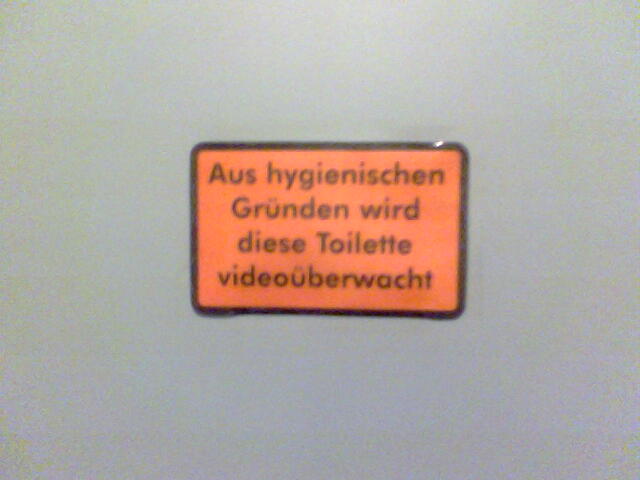 Aus hygienischen
Gründen wird
diese Toilette
videoüberwacht